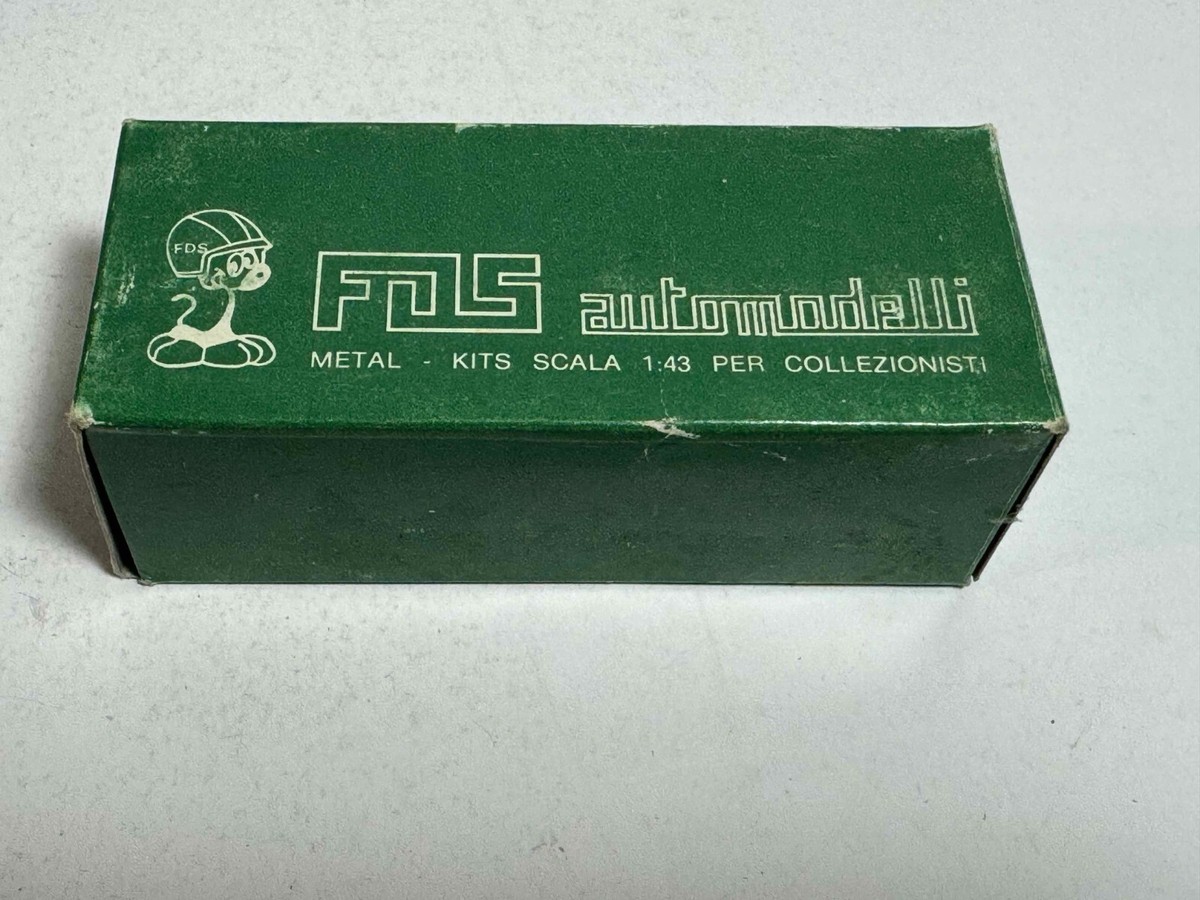 FDS
FDS automodelli
METAL - KITS SCALA 1:43 PER COLLEZIONISTI